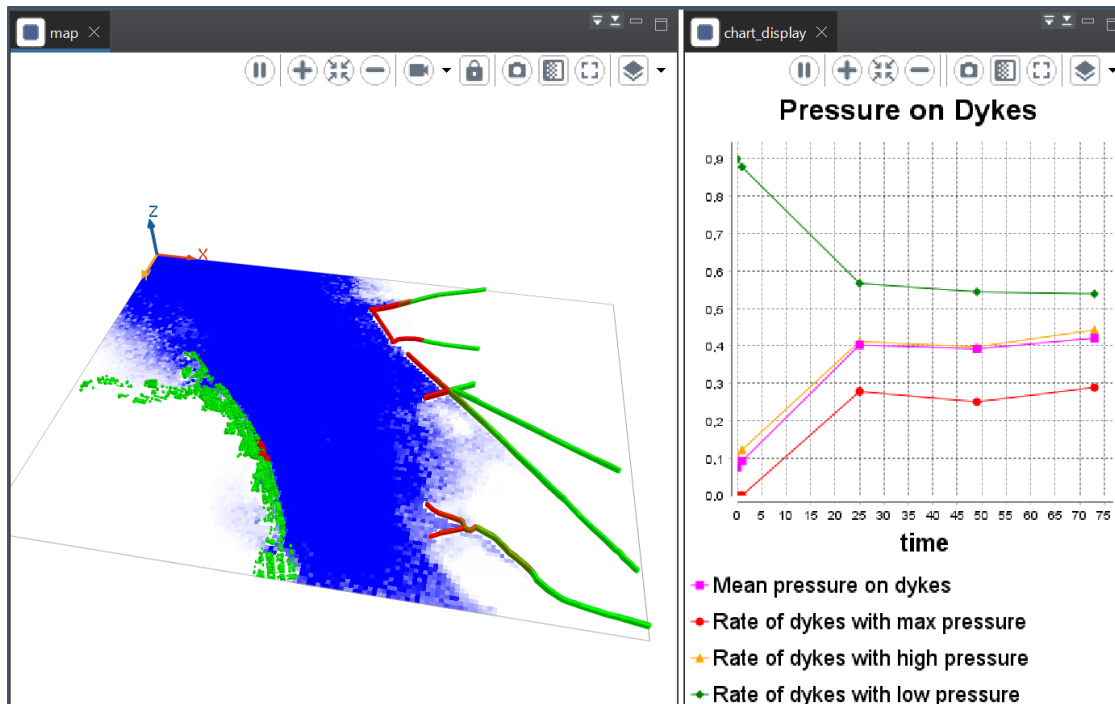 map
chart_display
Z
X
Pressure on Dykes
0,9
0,8
0,7
0,6
0,5
0,4
0,3
0,2
0,1
0,0
0 5 10 15 20 25 30 35 40 45 50 55 60 65 70 75
time
Mean pressure on dykes
Rate of dykes with max pressure
Rate of dykes with high pressure
Rate of dykes with low pressure